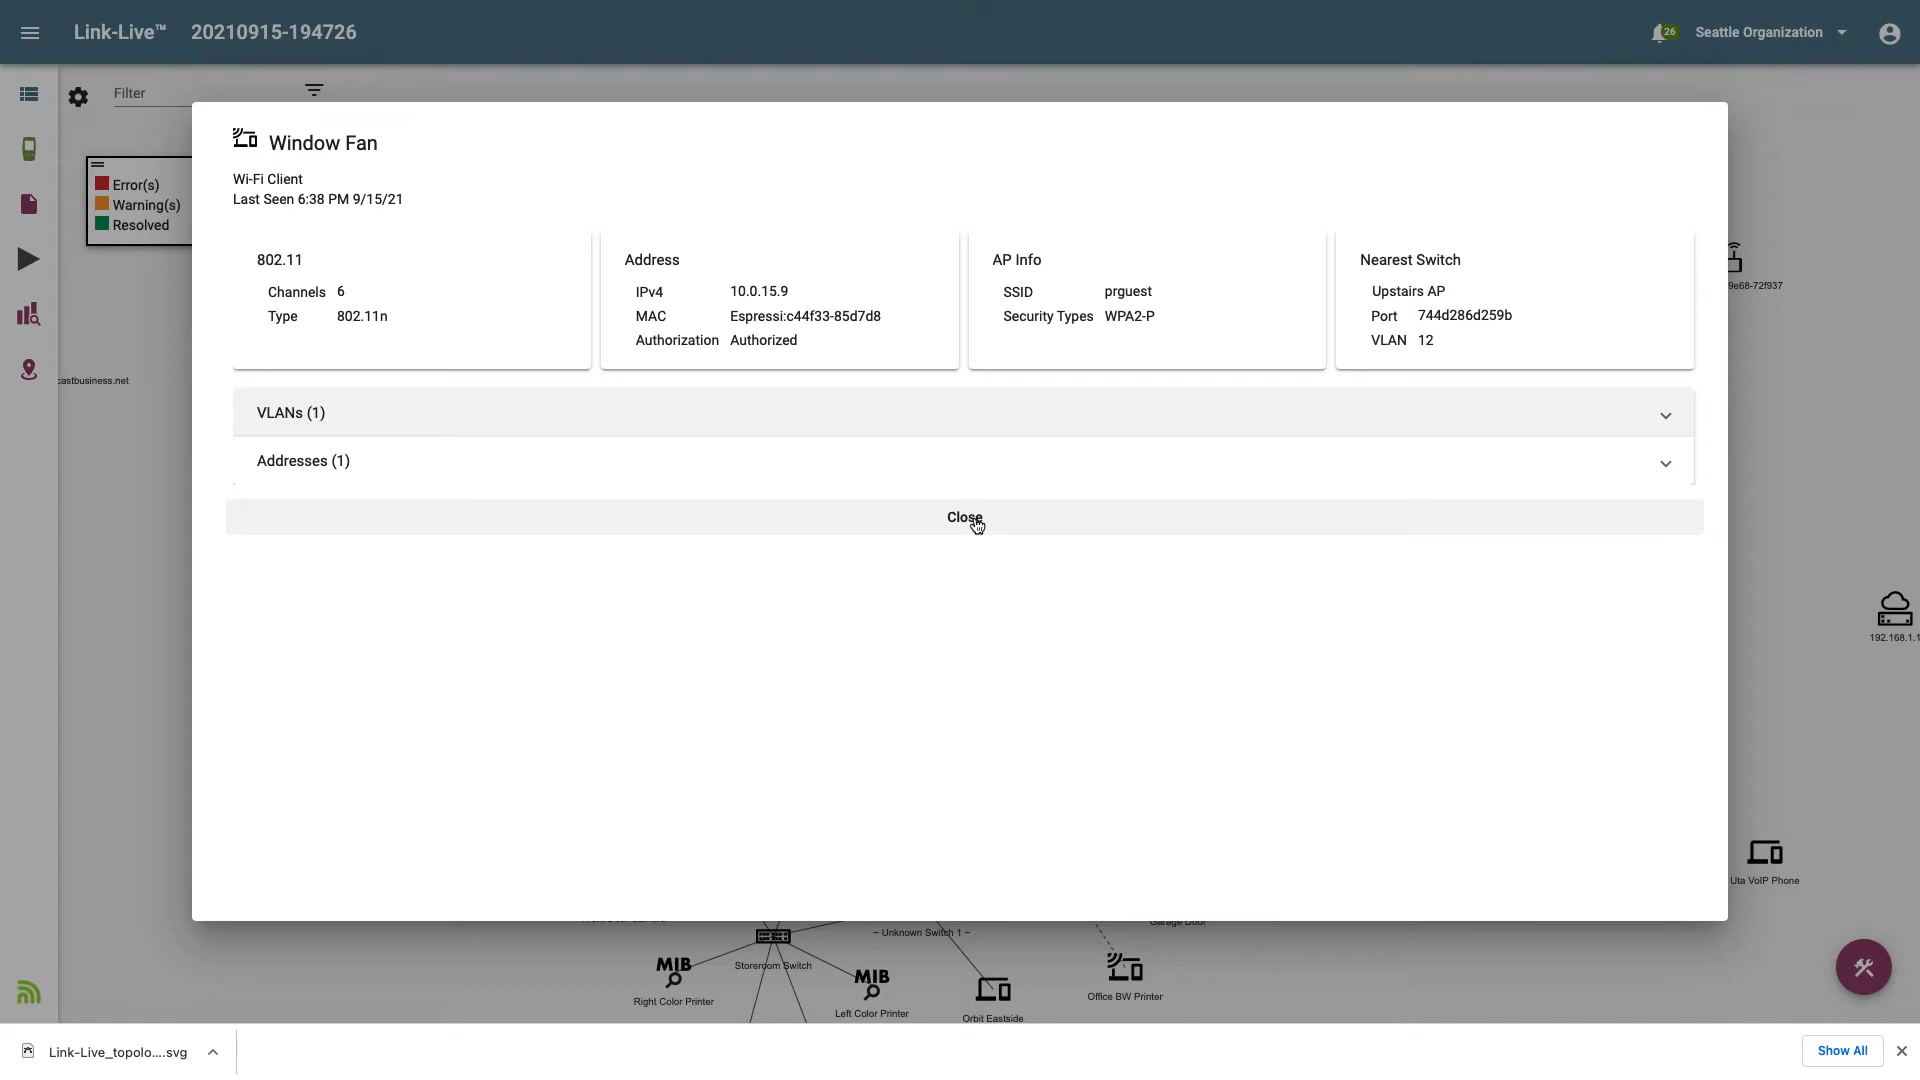 Link-Live™ 20210915-194726
26
Seattle Organization
Filter
Error(s)
Warning(s)
Resolved
Window Fan
Wi-Fi Client
Last Seen 6:38 PM 9/15/21
802.11
Channels 6
Type 802.11n
Address
IPv4 10.0.15.9
MAC Espressi:c44f33-85d7d8
Authorization Authorized
AP Info
SSID prguest
Security Types WPA2-P
Nearest Switch
Upstairs AP
Port 744d286d259b
VLAN 12
9e68-72f937
castbusiness.net
VLANs (1)
Addresses (1)
Close
192.168.1.1
Uta VoIP Phone
~ Unknown Switch 1 ~
Garage Door
Storeroom Switch
MIB
Right Color Printer
MIB
Left Color Printer
Orbit Eastside
Office BW Printer
Link-Live_topolo....svg
Show All